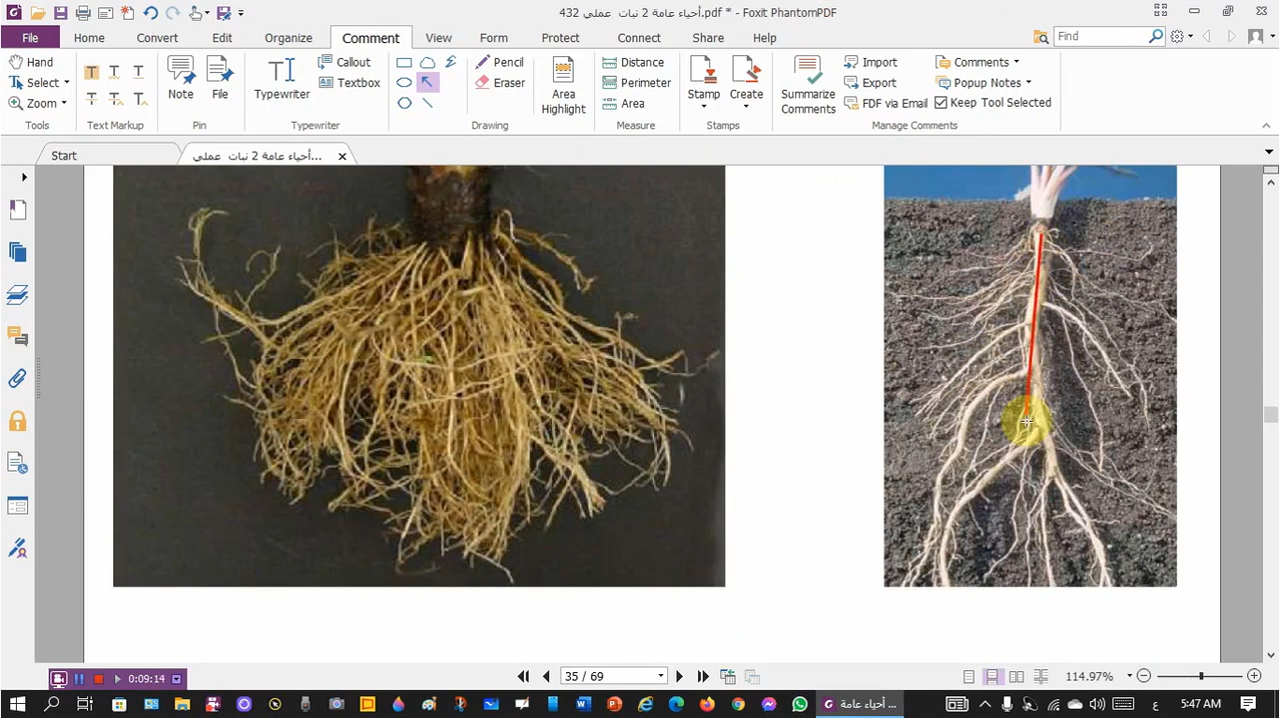 أحياء عامة 2 نبات عملي 432.pdf * - Foxit PhantomPDF
File Home Convert Edit Organize Comment View Form Protect Connect Share Help Find
Hand
Select
Zoom
Tools
Text Markup
Note
File
Pin
Typewriter
Callout
Textbox
Typewriter
Pencil
Eraser
Area Highlight
Drawing
Distance
Perimeter
Area
Measure
Stamp
Create
Stamps
Summarize Comments
Import
Export
FDF via Email
Comments
Popup Notes
Keep Tool Selected
Manage Comments
Start
أحياء عامة 2 نبات عملي...
0:09:14
35 / 69
114.97%
أحياء عامة...
ع
5:47 AM